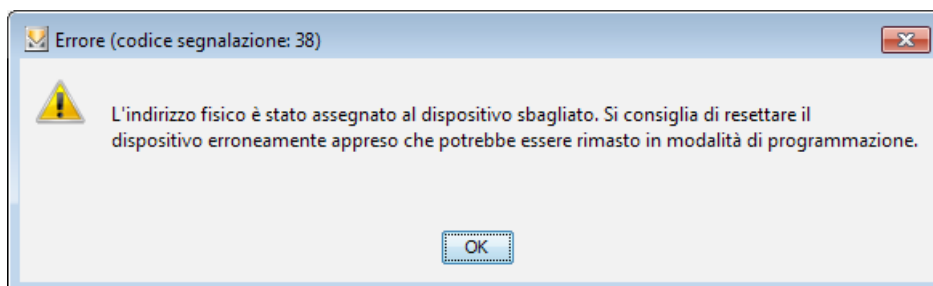 Errore (codice segnalazione: 38)
L'indirizzo fisico è stato assegnato al dispositivo sbagliato. Si consiglia di resettare il
dispositivo erroneamente appreso che potrebbe essere rimasto in modalità di programmazione.
OK